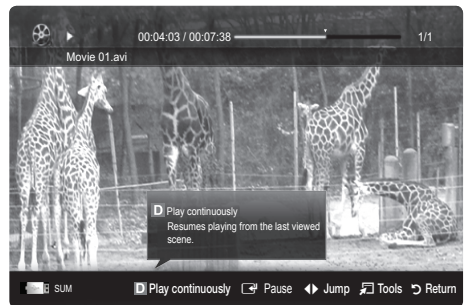 00:04:03 / 00:07:38 1/1
Movie 01.avi
D Play continuously
Resumes playing from the last viewed
scene.
SUM D Play continuously Pause Jump Tools Return